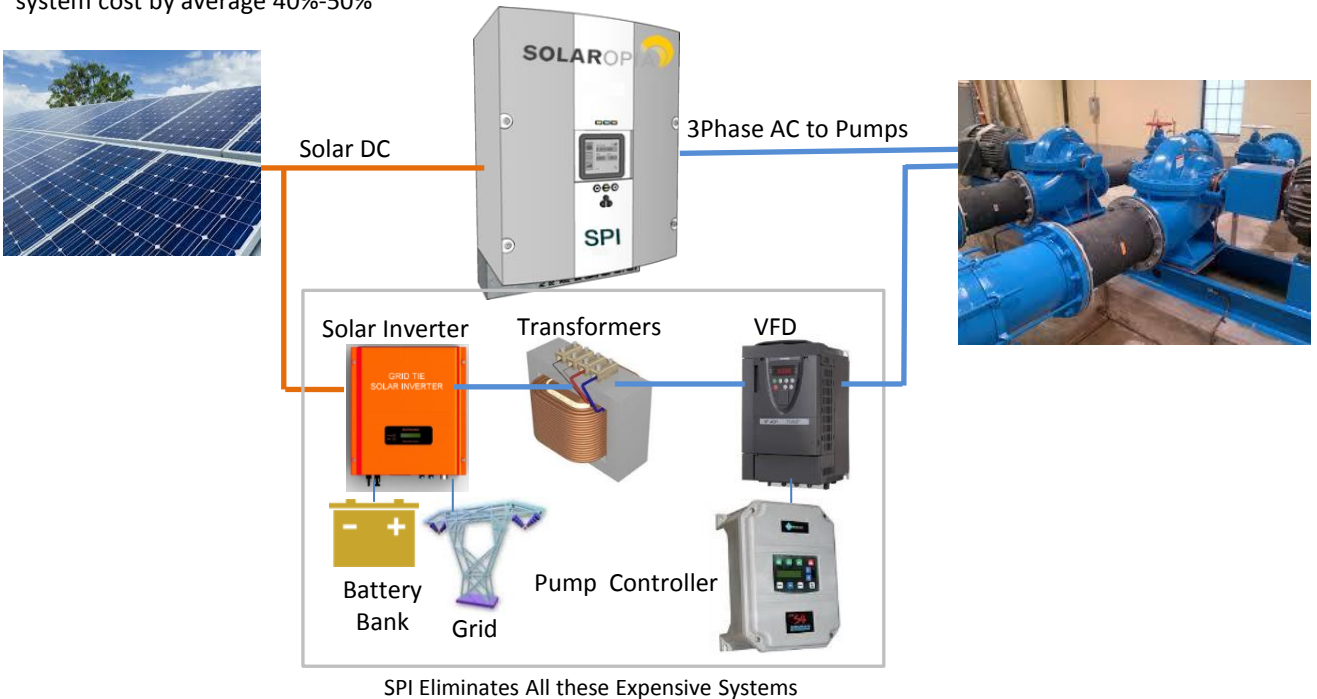 system cost by average 40%-50%
SOLAROPIA
3Phase AC to Pumps
Solar DC
SPI
Solar Inverter
Transformers
VFD
GRID TIE
SOLAR INVERTER
Pump Controller
Battery
Bank
Grid
SPI Eliminates All these Expensive Systems